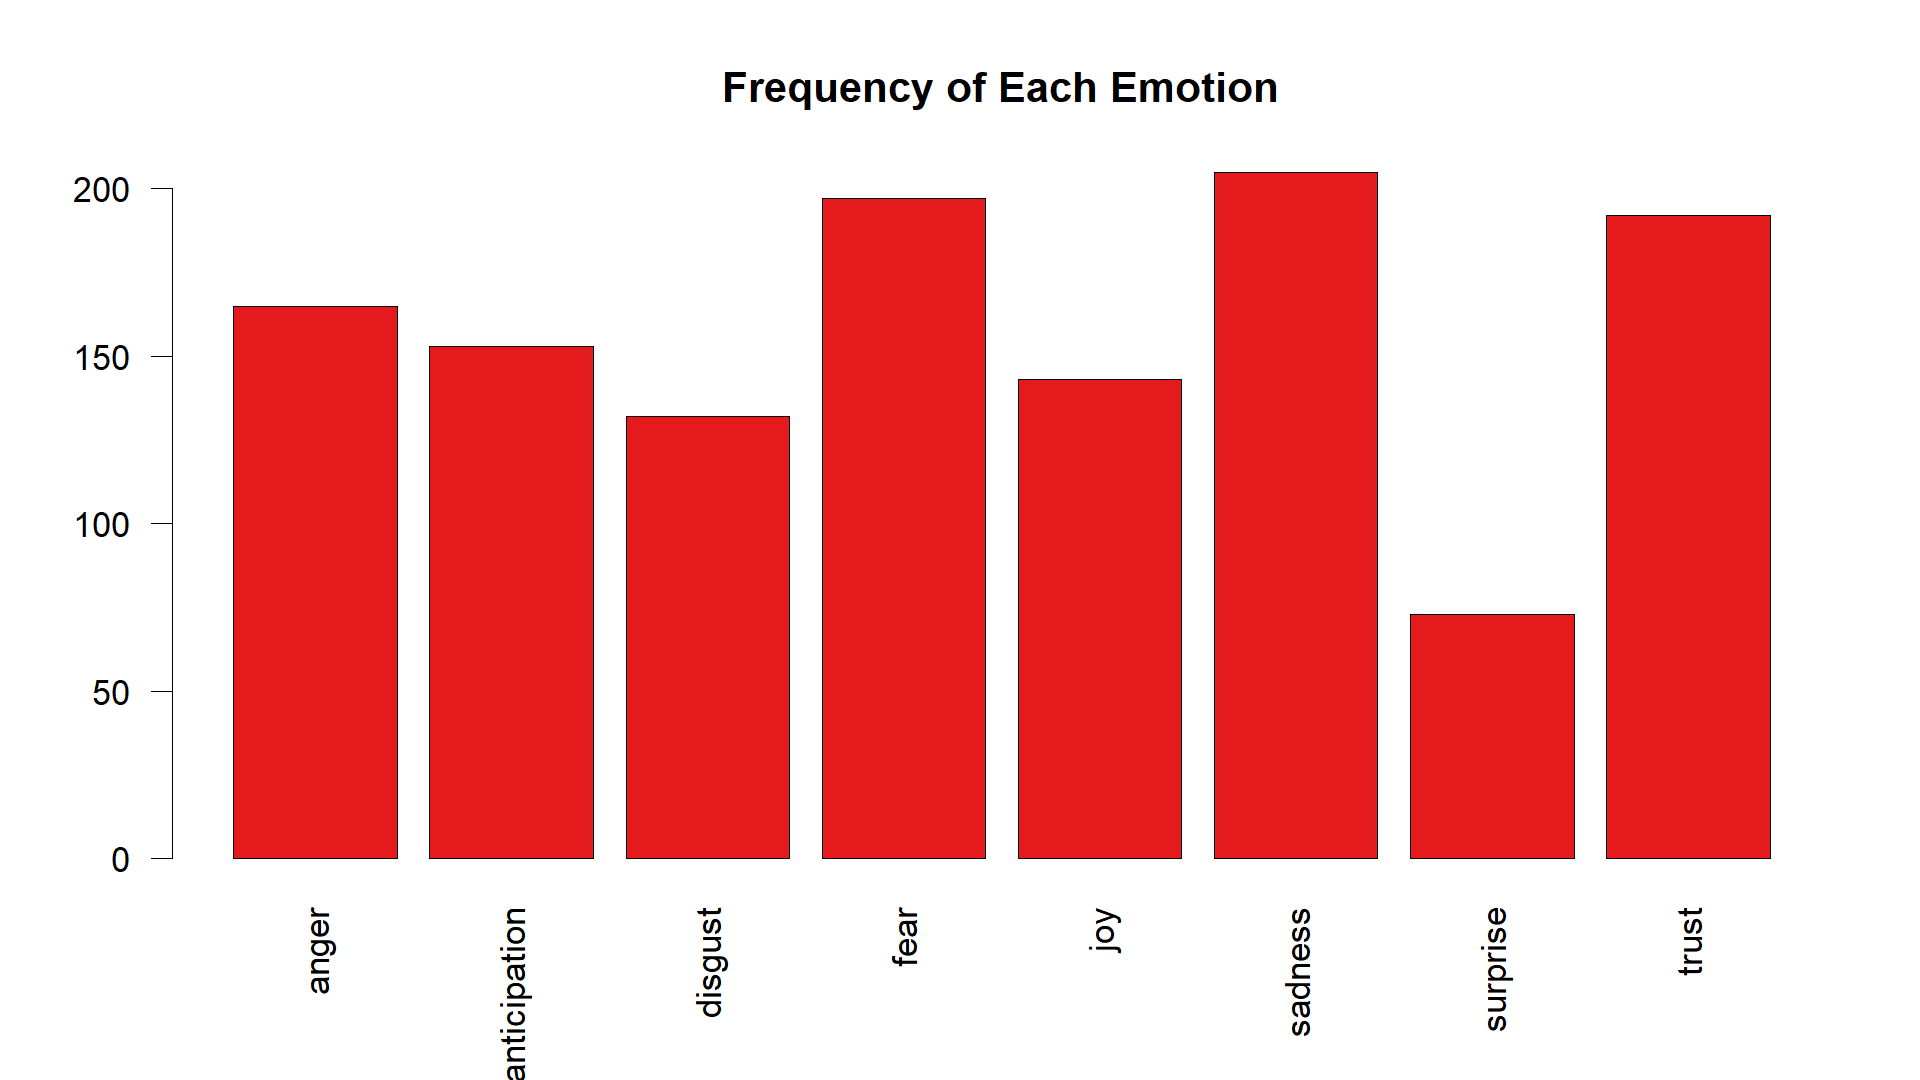 Frequency of Each Emotion
200
150
100
50
0
anger
anticipation
disgust
fear
joy
sadness
surprise
trust